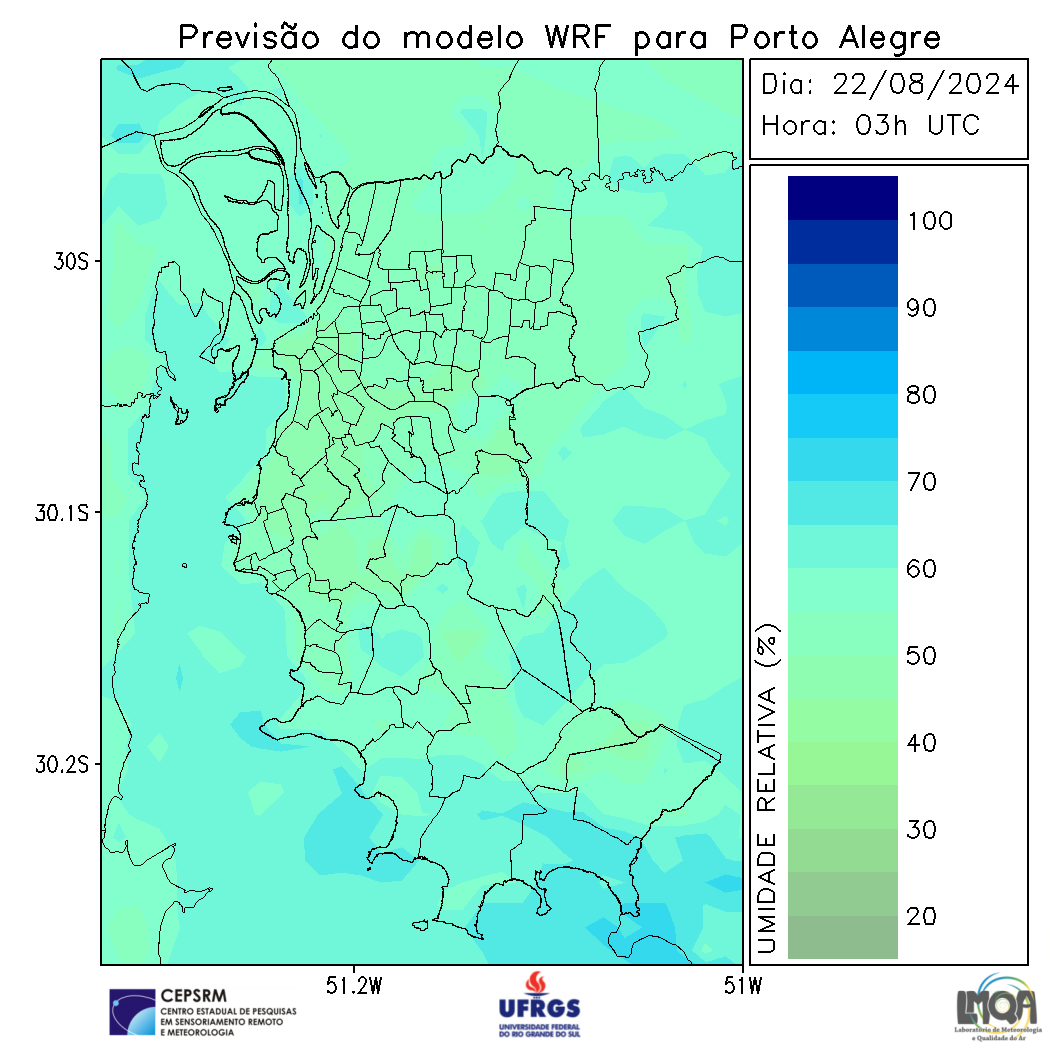 Previsão do modelo WRF para Porto Alegre
Dia: 22/08/2024
Hora: 03h UTC
30S
30.1S
30.2S
51.2W
51W
100
90
80
70
60
50
40
30
20
UMIDADE RELATIVA (%)
CEPSRM
CENTRO ESTADUAL DE PESQUISAS
EM SENSORIAMENTO REMOTO
E METEOROLOGIA
UFRGS
UNIVERSIDADE FEDERAL
DO RIO GRANDE DO SUL
LMQA
Laboratório de Meteorologia
e Qualidade do Ar